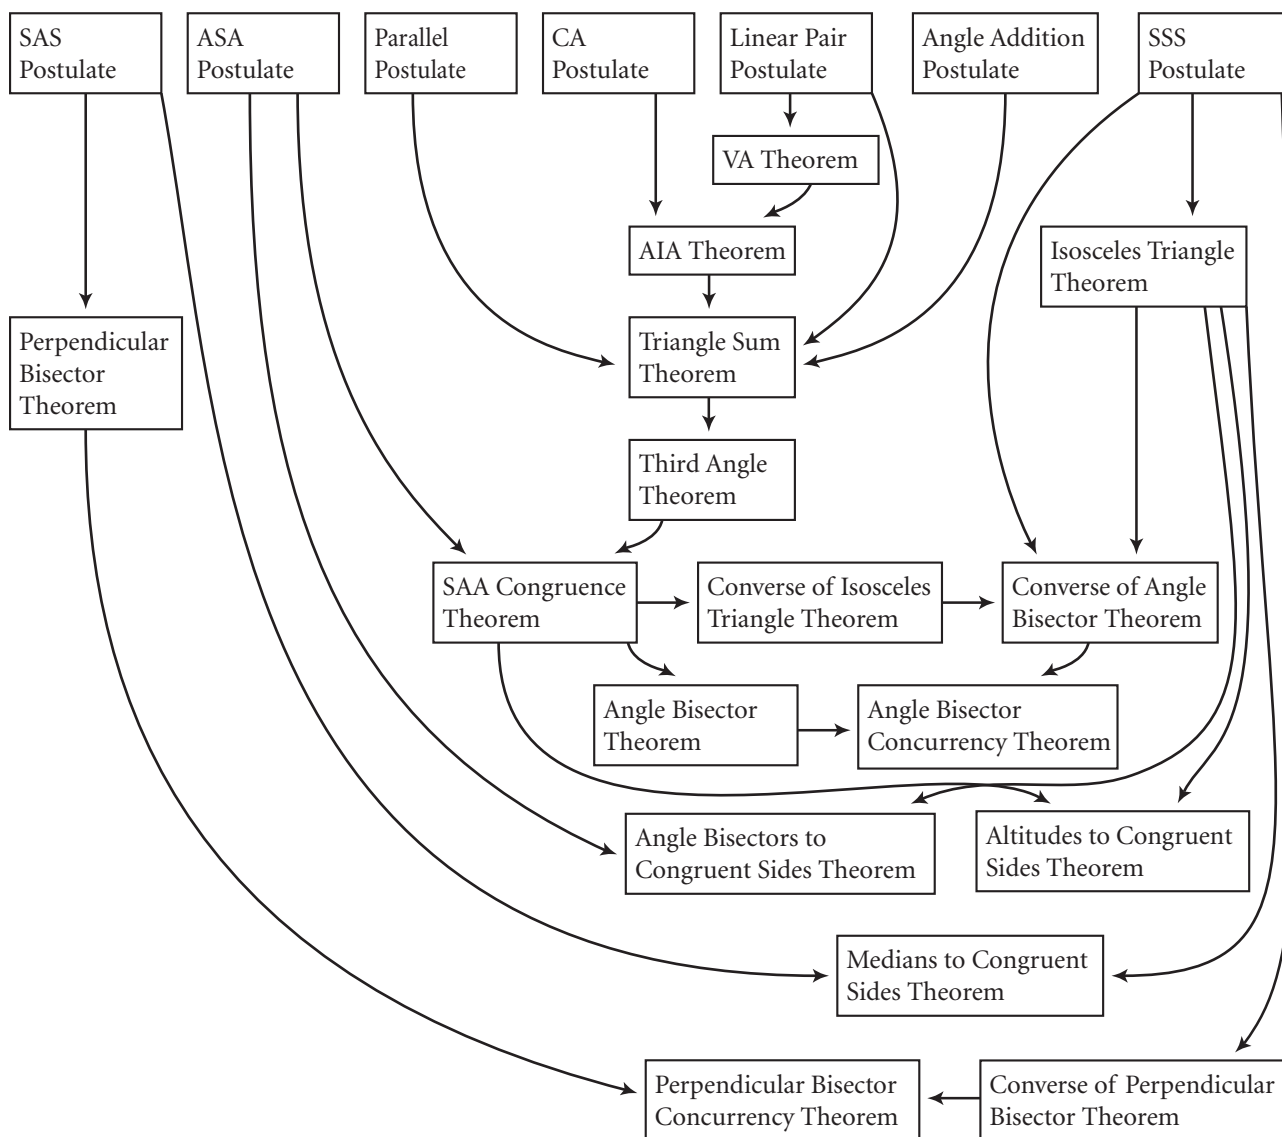 SAS
Postulate
ASA
Postulate
Parallel
Postulate
CA
Postulate
Linear Pair
Postulate
Angle Addition
Postulate
SSS
Postulate
VA Theorem
AIA Theorem
Isosceles Triangle
Theorem
Perpendicular
Bisector
Theorem
Triangle Sum
Theorem
Third Angle
Theorem
SAA Congruence
Theorem
Converse of Isosceles
Triangle Theorem
Converse of Angle
Bisector Theorem
Angle Bisector
Theorem
Angle Bisector
Concurrency Theorem
Angle Bisectors to
Congruent Sides Theorem
Altitudes to Congruent
Sides Theorem
Medians to Congruent
Sides Theorem
Perpendicular Bisector
Concurrency Theorem
Converse of Perpendicular
Bisector Theorem